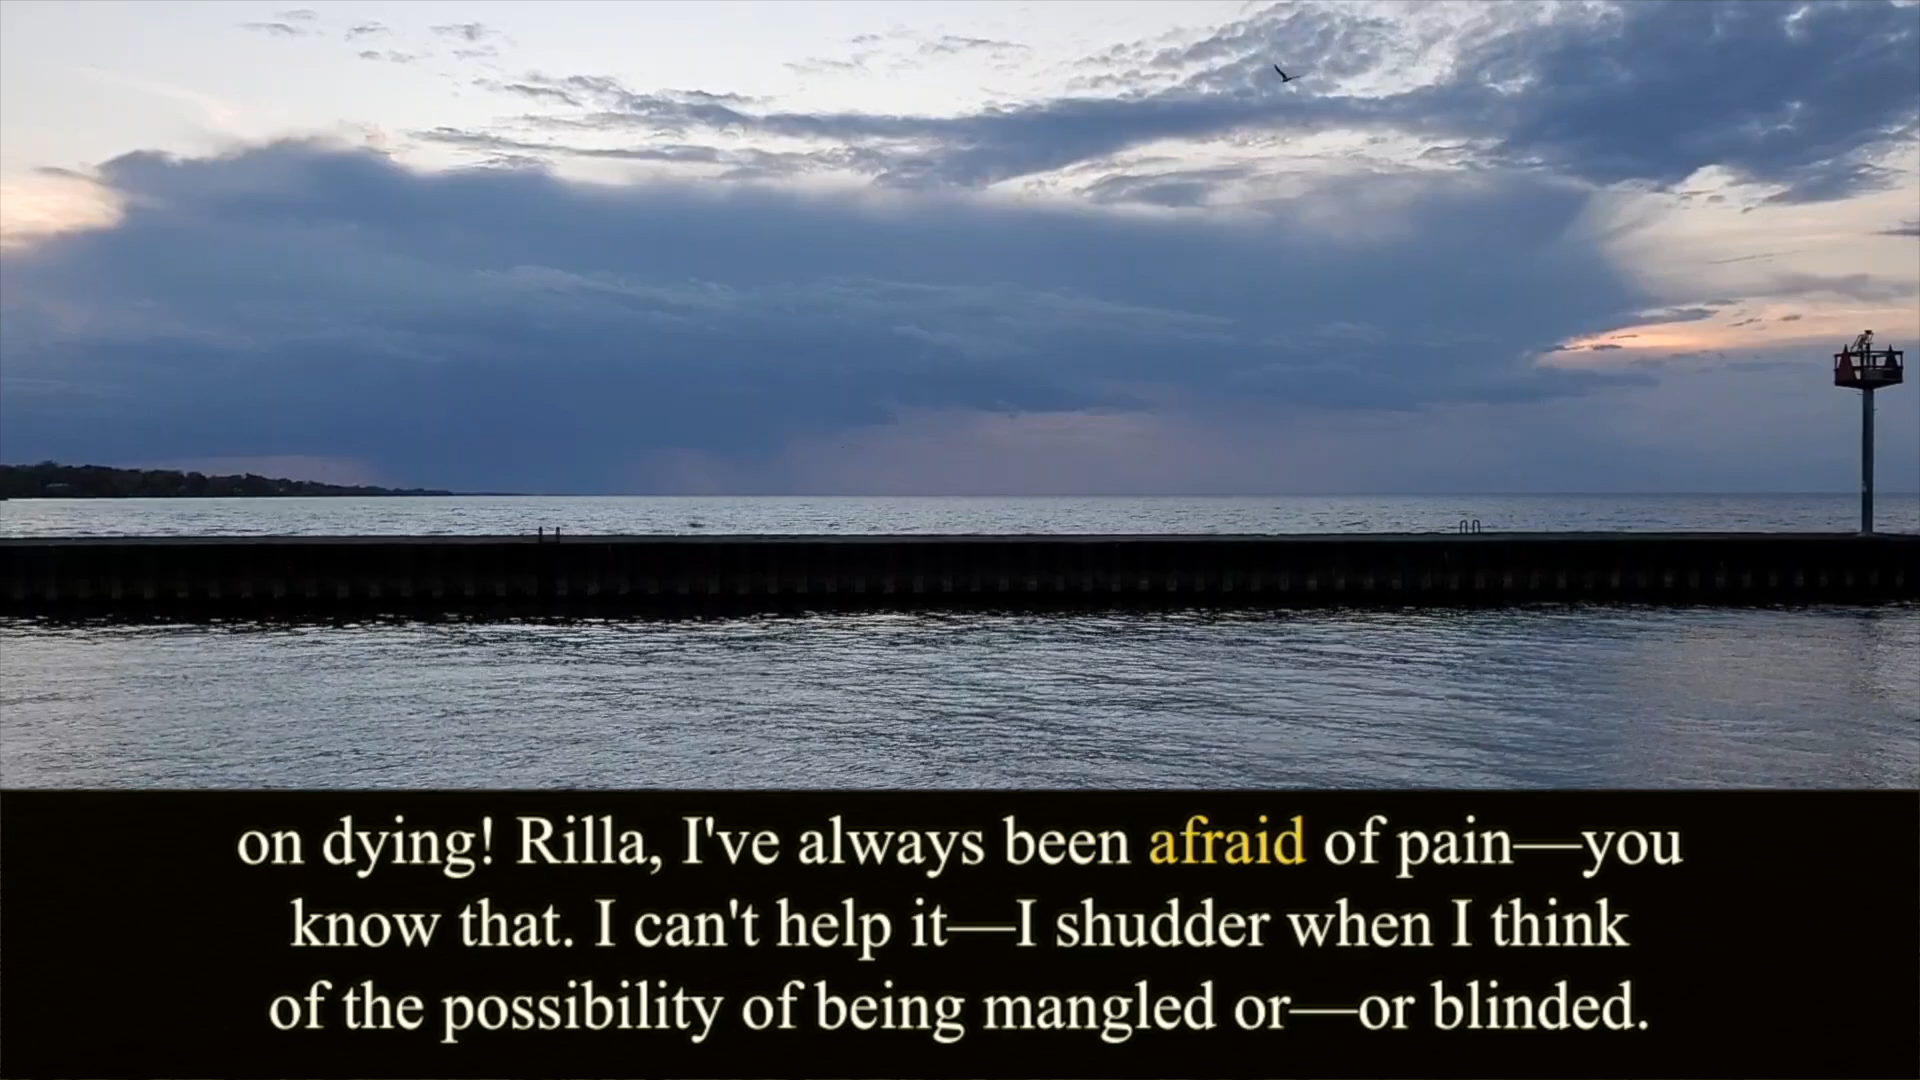 on dying! Rilla, I've always been afraid of pain—you
know that. I can't help it—I shudder when I think
of the possibility of being mangled or—or blinded.